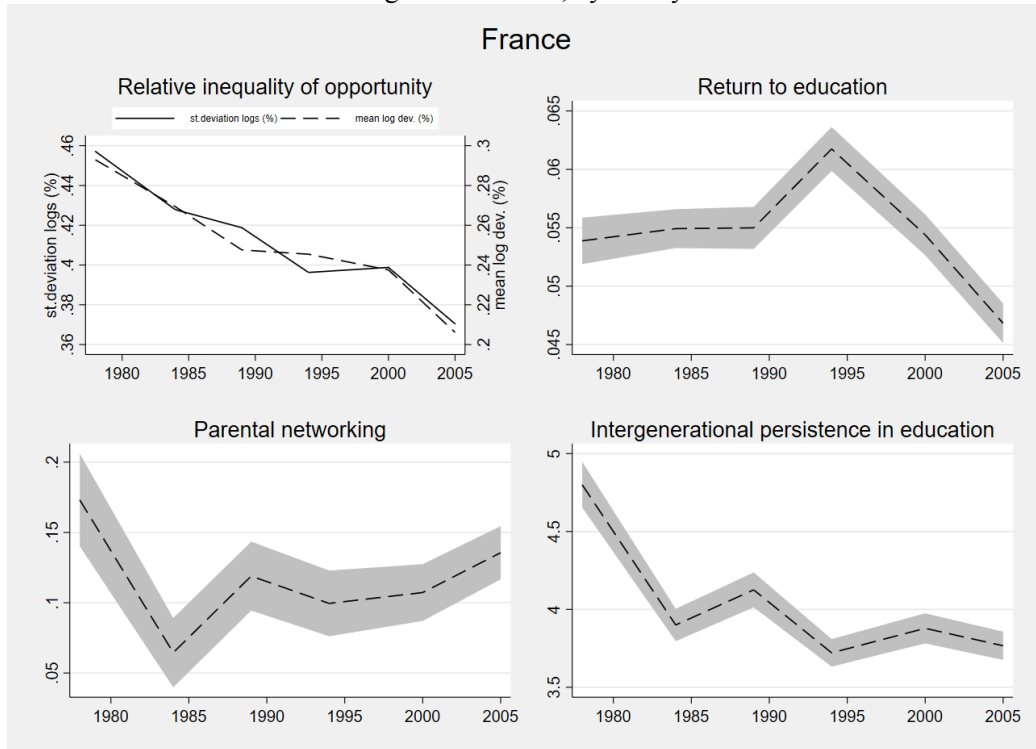 France
Relative inequality of opportunity
st.deviation logs (%) mean log dev. (%)
st.deviation logs (%)
.36 .38 .4 .42 .44 .46
mean log dev. (%)
.2 .22 .24 .26 .28 .3
1980 1985 1990 1995 2000 2005
Return to education
.045 .05 .055 .06 .065
1980 1985 1990 1995 2000 2005
Parental networking
.05 .1 .15 .2
1980 1985 1990 1995 2000 2005
Intergenerational persistence in education
3.5 4 4.5 5
1980 1985 1990 1995 2000 2005